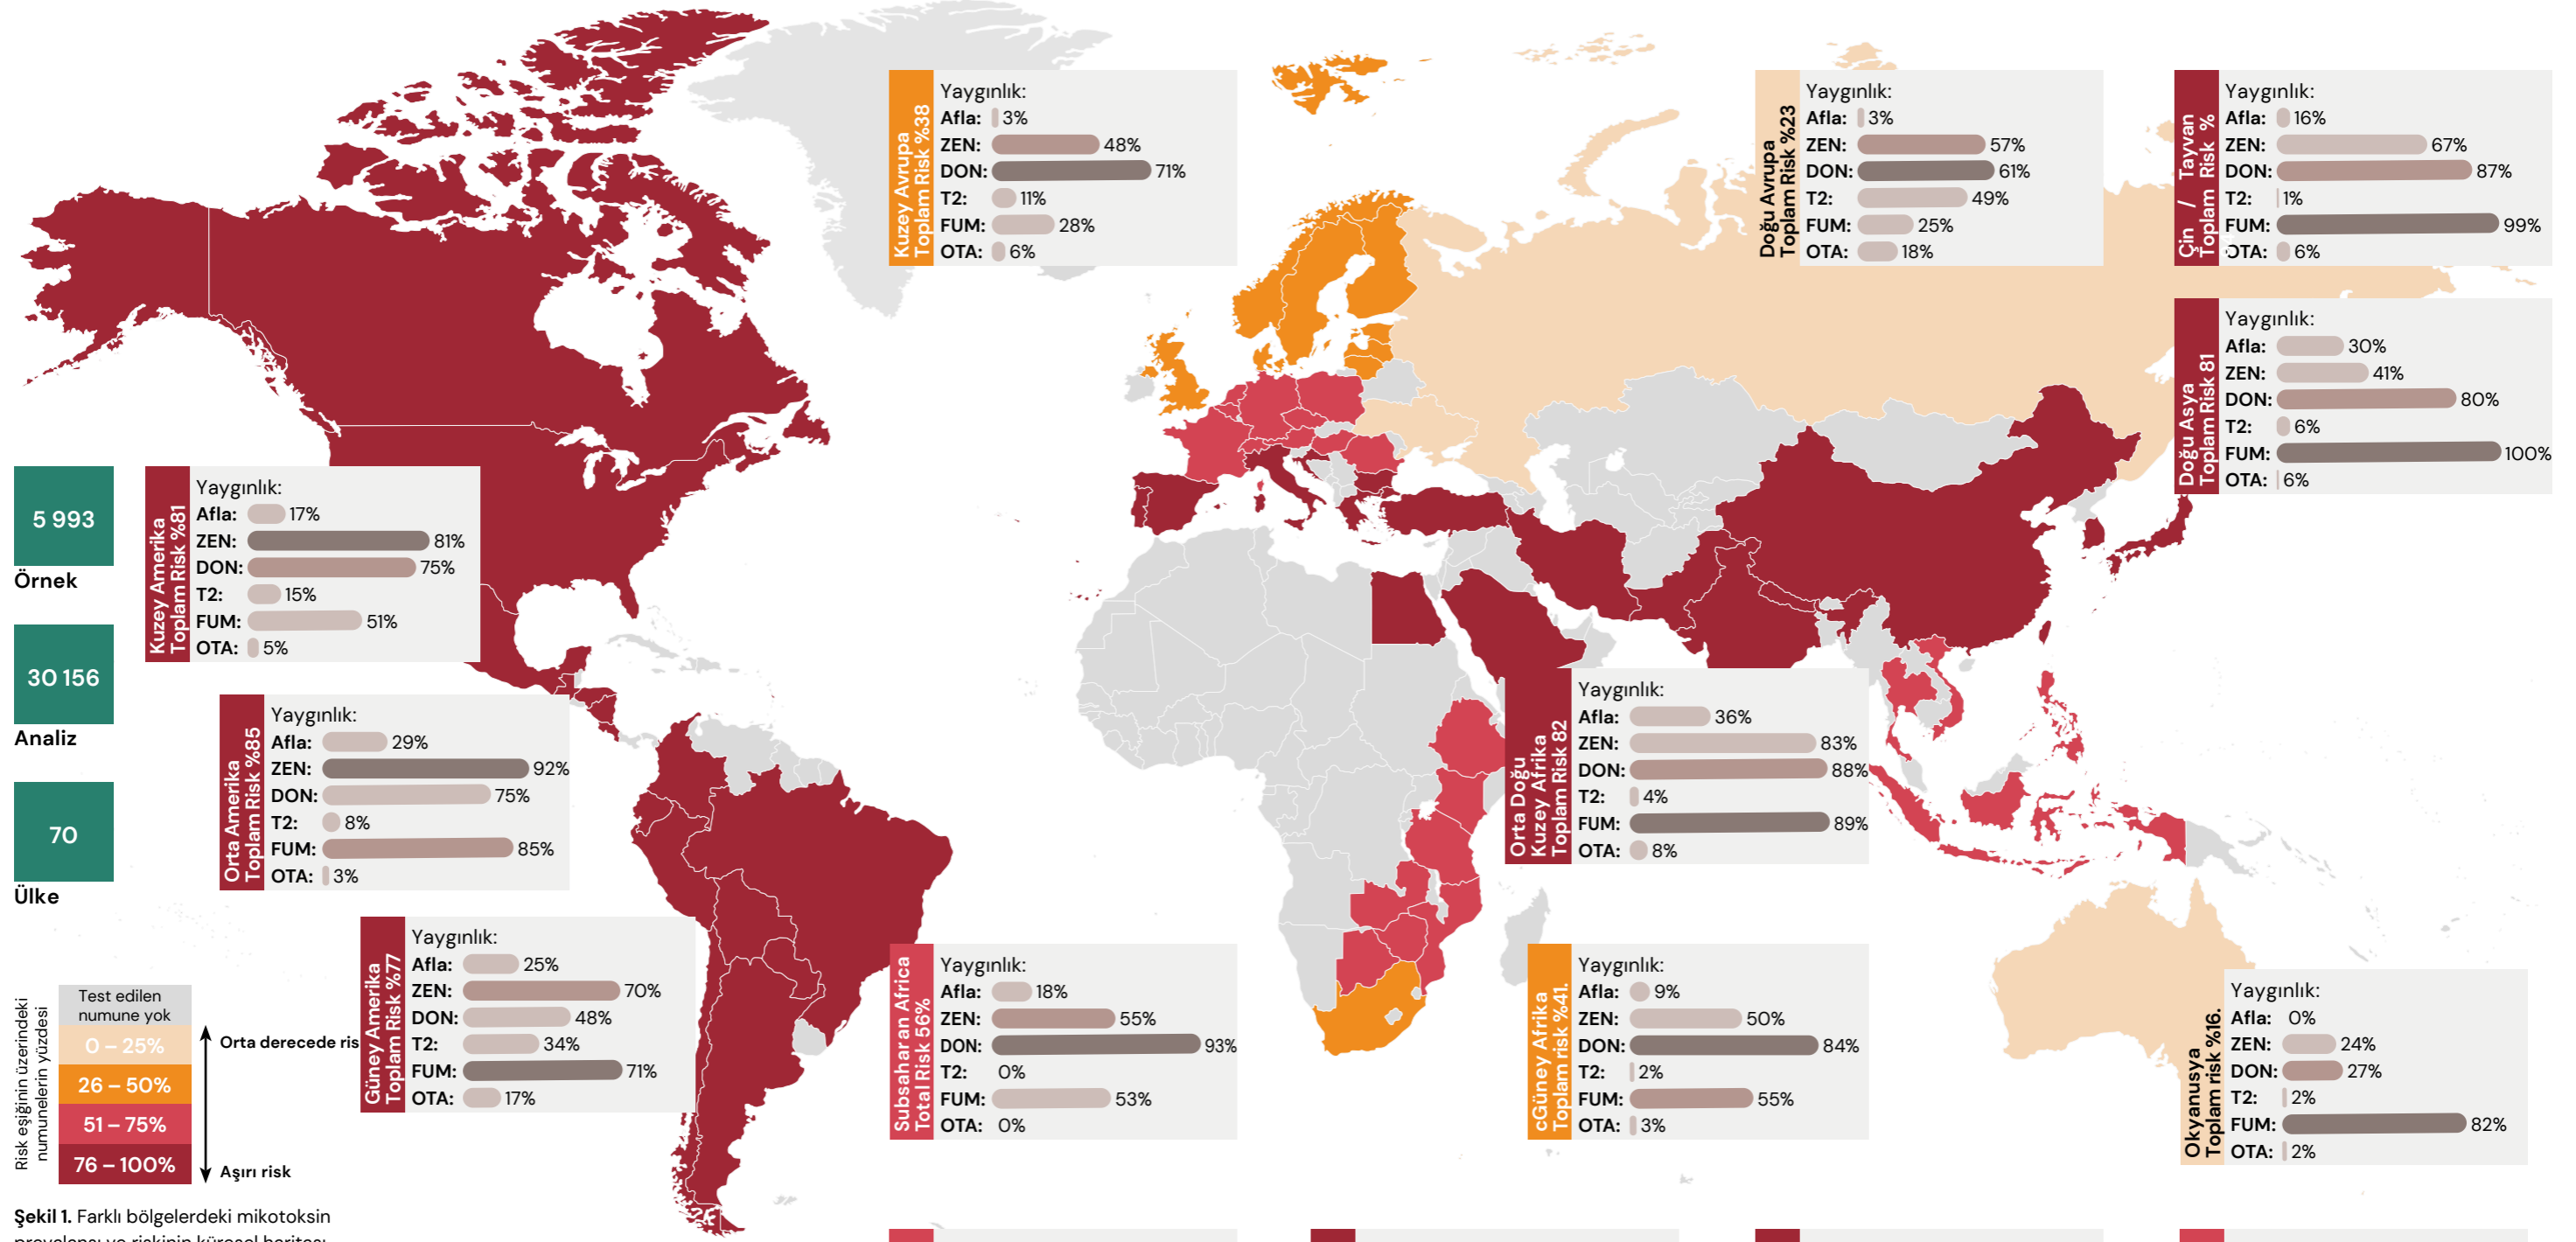 Kuzey Avrupa
Toplam Risk %38
Yaygınlık:
Afla: 3%
ZEN: 48%
DON: 71%
T2: 11%
FUM: 28%
OTA: 6%
Doğu Avrupa
Toplam Risk %23
Yaygınlık:
Afla: 3%
ZEN: 57%
DON: 61%
T2: 49%
FUM: 25%
OTA: 18%
Çin / Tayvan
Toplam Risk %
Yaygınlık:
Afla: 16%
ZEN: 67%
DON: 87%
T2: 1%
FUM: 99%
OTA: 6%
Doğu Asya
Toplam Risk 81
Yaygınlık:
Afla: 30%
ZEN: 41%
DON: 80%
T2: 6%
FUM: 100%
OTA: 6%
5 993
Örnek
30 156
Analiz
70
Ülke
Kuzey Amerika
Toplam Risk %81
Yaygınlık:
Afla: 17%
ZEN: 81%
DON: 75%
T2: 15%
FUM: 51%
OTA: 5%
Orta Amerika
Toplam Risk %85
Yaygınlık:
Afla: 29%
ZEN: 92%
DON: 75%
T2: 8%
FUM: 85%
OTA: 3%
Orta Doğu
Kuzey Afrika
Toplam Risk 82
Yaygınlık:
Afla: 36%
ZEN: 83%
DON: 88%
T2: 4%
FUM: 89%
OTA: 8%
Güney Amerika
Toplam Risk %77
Yaygınlık:
Afla: 25%
ZEN: 70%
DON: 48%
T2: 34%
FUM: 71%
OTA: 17%
Subsaharan Africa
Total Risk 56%
Yaygınlık:
Afla: 18%
ZEN: 55%
DON: 93%
T2: 0%
FUM: 53%
OTA: 0%
cGüney Afrika
Toplam risk %41.
Yaygınlık:
Afla: 9%
ZEN: 50%
DON: 84%
T2: 2%
FUM: 55%
OTA: 3%
Okyanusya
Toplam risk %16.
Yaygınlık:
Afla: 0%
ZEN: 24%
DON: 27%
T2: 2%
FUM: 82%
OTA: 2%
Risk eşiğinin üzerindeki
numunelerin yüzdesi
Test edilen
numune yok
0 – 25%
26 – 50%
51 – 75%
76 – 100%
Orta derecede ris
Aşırı risk
Şekil 1. Farklı bölgelerdeki mikotoksin
prevalansı ve riskinin küresel haritası